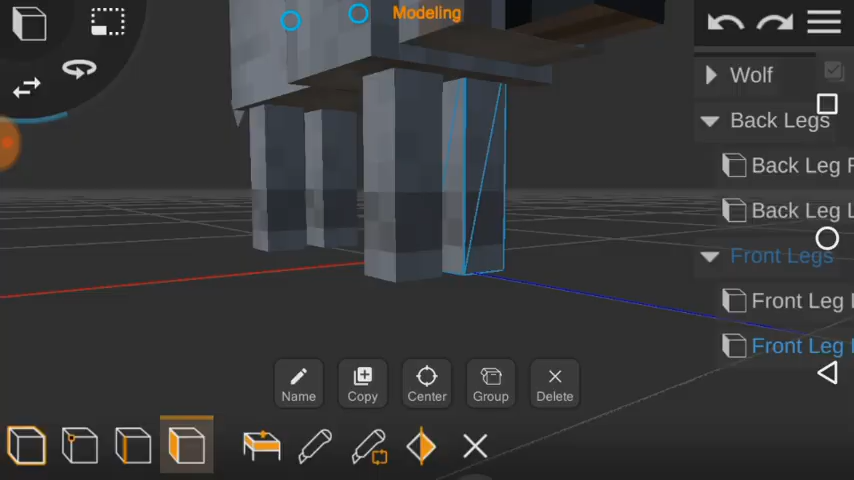 Modeling
Wolf
Back Legs
Back Leg
Back Leg L
Front Legs
Front Leg
Front Leg
Name
Copy
Center
Group
Delete